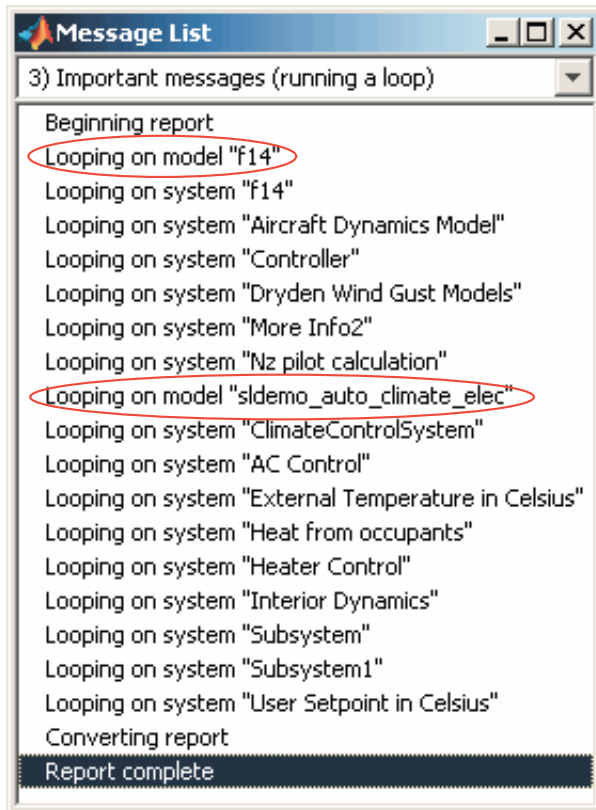 Message List
3) Important messages (running a loop)
Beginning report
Looping on model "f14"
Looping on system "f14"
Looping on system "Aircraft Dynamics Model"
Looping on system "Controller"
Looping on system "Dryden Wind Gust Models"
Looping on system "More Info2"
Looping on system "Nz pilot calculation"
Looping on model "sldemo_auto_climate_elec"
Looping on system "ClimateControlSystem"
Looping on system "AC Control"
Looping on system "External Temperature in Celsius"
Looping on system "Heat from occupants"
Looping on system "Heater Control"
Looping on system "Interior Dynamics"
Looping on system "Subsystem"
Looping on system "Subsystem1"
Looping on system "User Setpoint in Celsius"
Converting report
Report complete